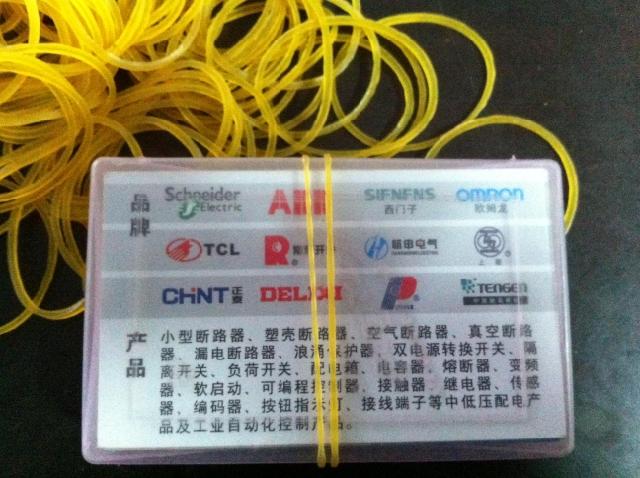 品牌
Schneider Electric
ABB
SIEMENS 西门子
OMRON 欧姆龙
TCL
R
上联
CHNT 正泰
DELIXI
TENGEN
产品
小型断路器、塑壳断路器、空气断路器、真空断路
器、漏电断路器、浪涌保护器、双电源转换开关、隔
离开关、负荷开关、配电箱、电容器、熔断器、变频
器、软启动、可编程控制器、接触器、继电器、传感
器、编码器、按钮指示灯、接线端子等中低压配电产
品及工业自动化控制产品。